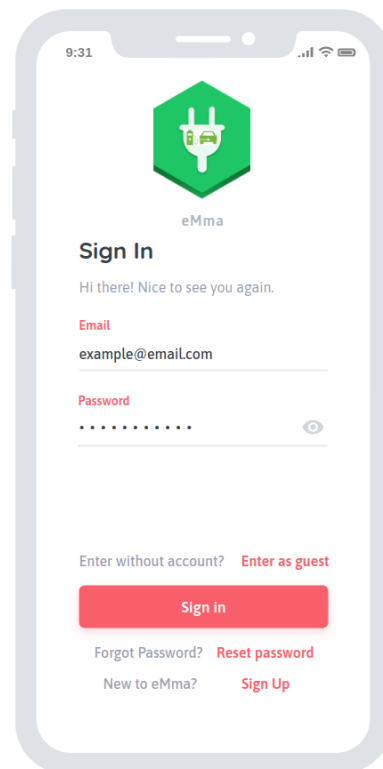 9:31
eMma
Sign In
Hi there! Nice to see you again.
Email
example@email.com
Password
• • • • • • • • • • •
Enter without account? Enter as guest
Sign in
Forgot Password? Reset password
New to eMma? Sign Up